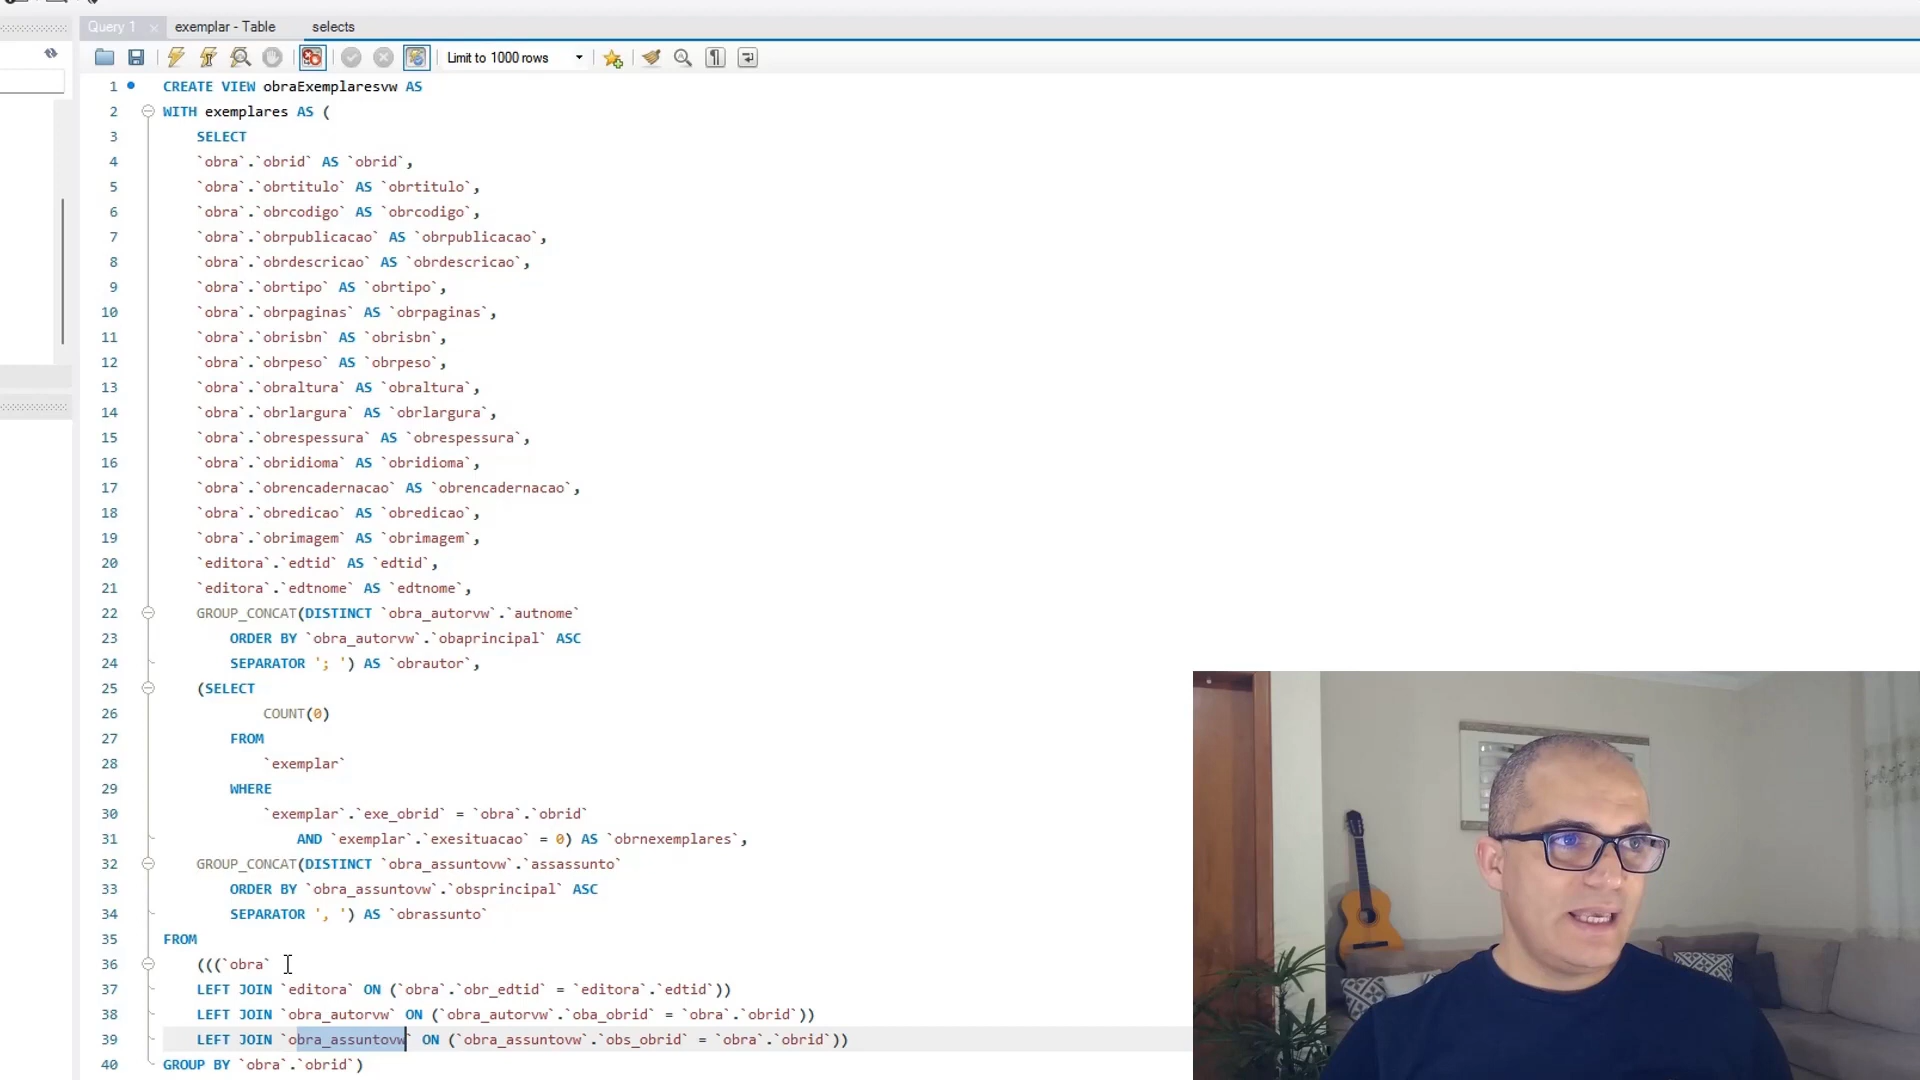 Query 1 exemplar - Table selects
Limit to 1000 rows
1 CREATE VIEW obraExemplaresvw AS
2 WITH exemplares AS (
3 SELECT
4 `obra`.`obrid` AS `obrid`,
5 `obra`.`obrtitulo` AS `obrtitulo`,
6 `obra`.`obrcodigo` AS `obrcodigo`,
7 `obra`.`obrpublicacao` AS `obrpublicacao`,
8 `obra`.`obrdescricao` AS `obrdescricao`,
9 `obra`.`obrtipo` AS `obrtipo`,
10 `obra`.`obrpaginas` AS `obrpaginas`,
11 `obra`.`obrisbn` AS `obrisbn`,
12 `obra`.`obrpeso` AS `obrpeso`,
13 `obra`.`obraltura` AS `obraltura`,
14 `obra`.`obrlargura` AS `obrlargura`,
15 `obra`.`obrespessura` AS `obrespessura`,
16 `obra`.`obridioma` AS `obridioma`,
17 `obra`.`obrencadernacao` AS `obrencadernacao`,
18 `obra`.`obredicao` AS `obredicao`,
19 `obra`.`obrimagem` AS `obrimagem`,
20 `editora`.`edtid` AS `edtid`,
21 `editora`.`edtnome` AS `edtnome`,
22 GROUP_CONCAT(DISTINCT `obra_autorvw`.`autnome`
23 ORDER BY `obra_autorvw`.`obaprincipal` ASC
24 SEPARATOR '; ') AS `obrautor`,
25 (SELECT
26 COUNT(0)
27 FROM
28 `exemplar`
29 WHERE
30 `exemplar`.`exe_obrid` = `obra`.`obrid`
31 AND `exemplar`.`exesituacao` = 0) AS `obrnexemplares`,
32 GROUP_CONCAT(DISTINCT `obra_assuntovw`.`assassunto`
33 ORDER BY `obra_assuntovw`.`obsprincipal` ASC
34 SEPARATOR ', ') AS `obrassunto`
35 FROM
36 (((`obra`
37 LEFT JOIN `editora` ON (`obra`.`obr_edtid` = `editora`.`edtid`))
38 LEFT JOIN `obra_autorvw` ON (`obra_autorvw`.`oba_obrid` = `obra`.`obrid`))
39 LEFT JOIN `obra_assuntovw` ON (`obra_assuntovw`.`obs_obrid` = `obra`.`obrid`))
40 GROUP BY `obra`.`obrid`)